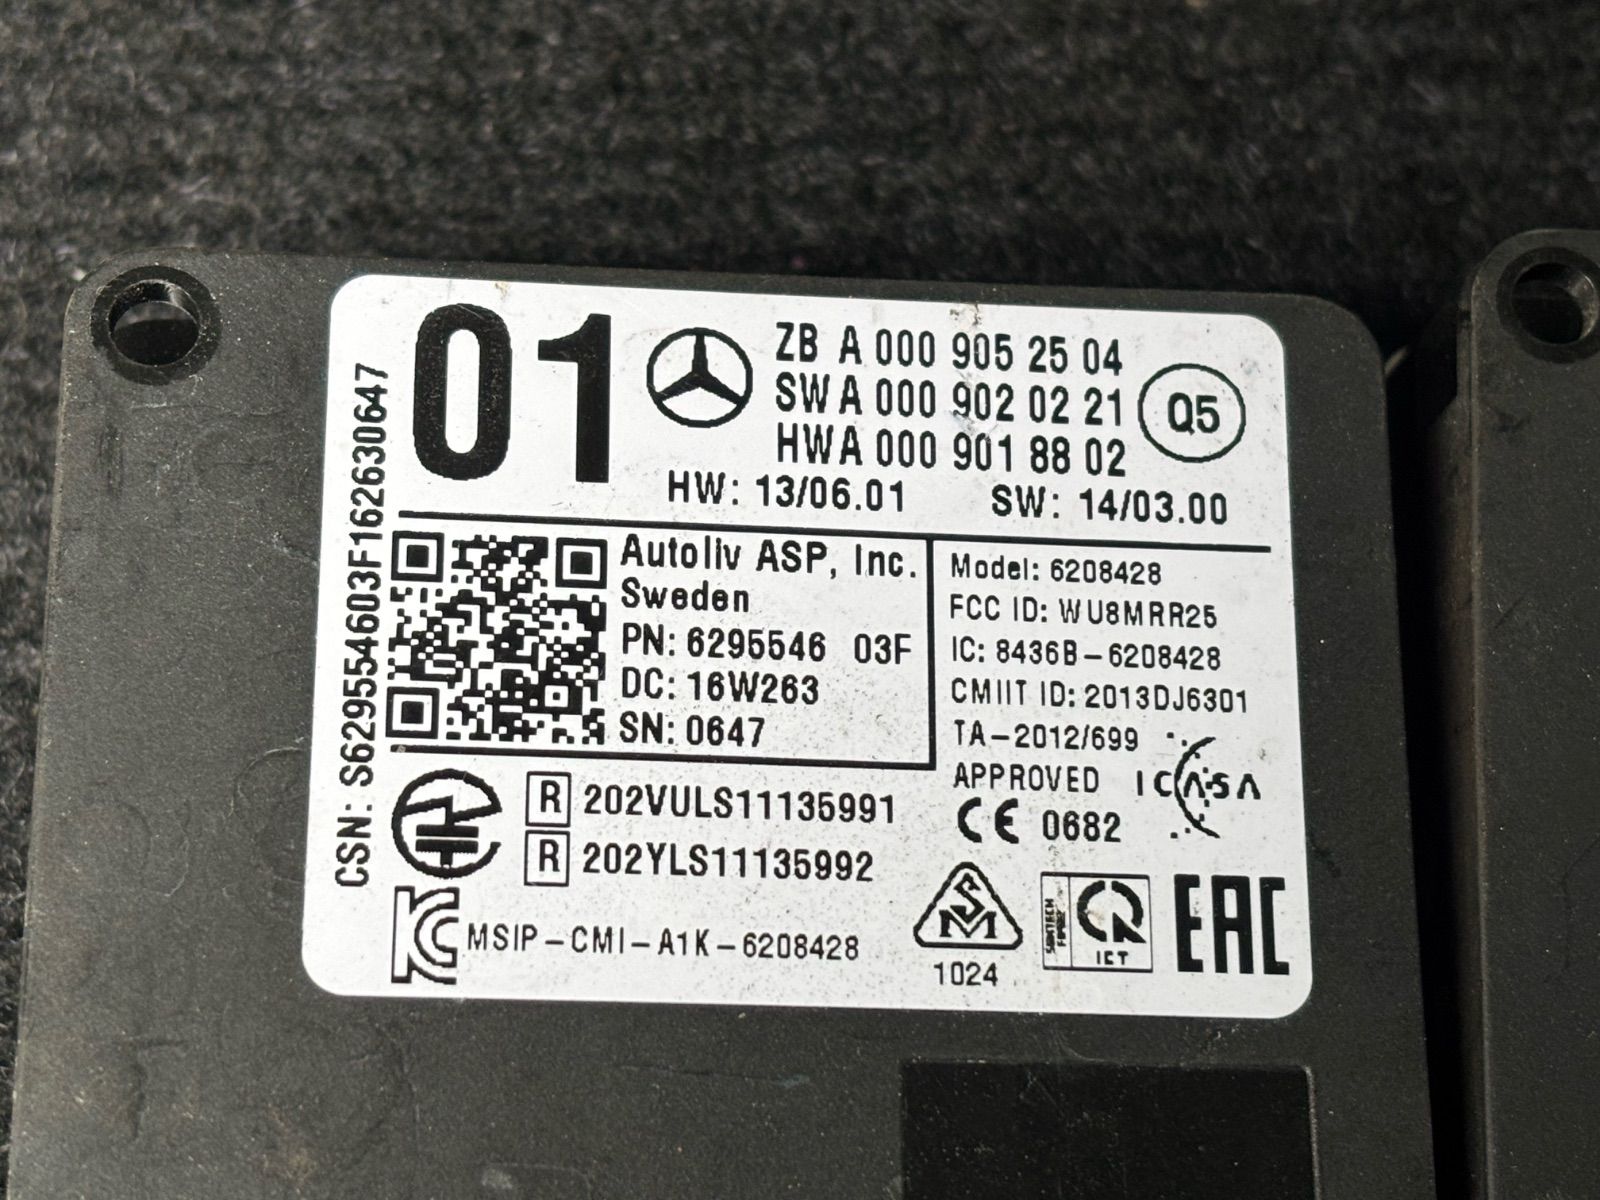 01
ZB A 000 905 25 04
SW A 000 902 02 21
HW A 000 901 88 02
Q5
HW: 13/06.01 SW: 14/03.00
CSN: S629554603F162630647
Autoliv ASP, Inc.
Sweden
PN: 6295546 03F
DC: 16W263
SN: 0647
Model: 6208428
FCC ID: WU8MRR25
IC: 8436B-6208428
CMIIT ID: 2013DJ6301
TA-2012/699
APPROVED ICASA
CE 0682
R 202VULS11135991
R 202YLS11135992
MSIP-CMI-A1K-6208428
SM
1024
ICT
EAC